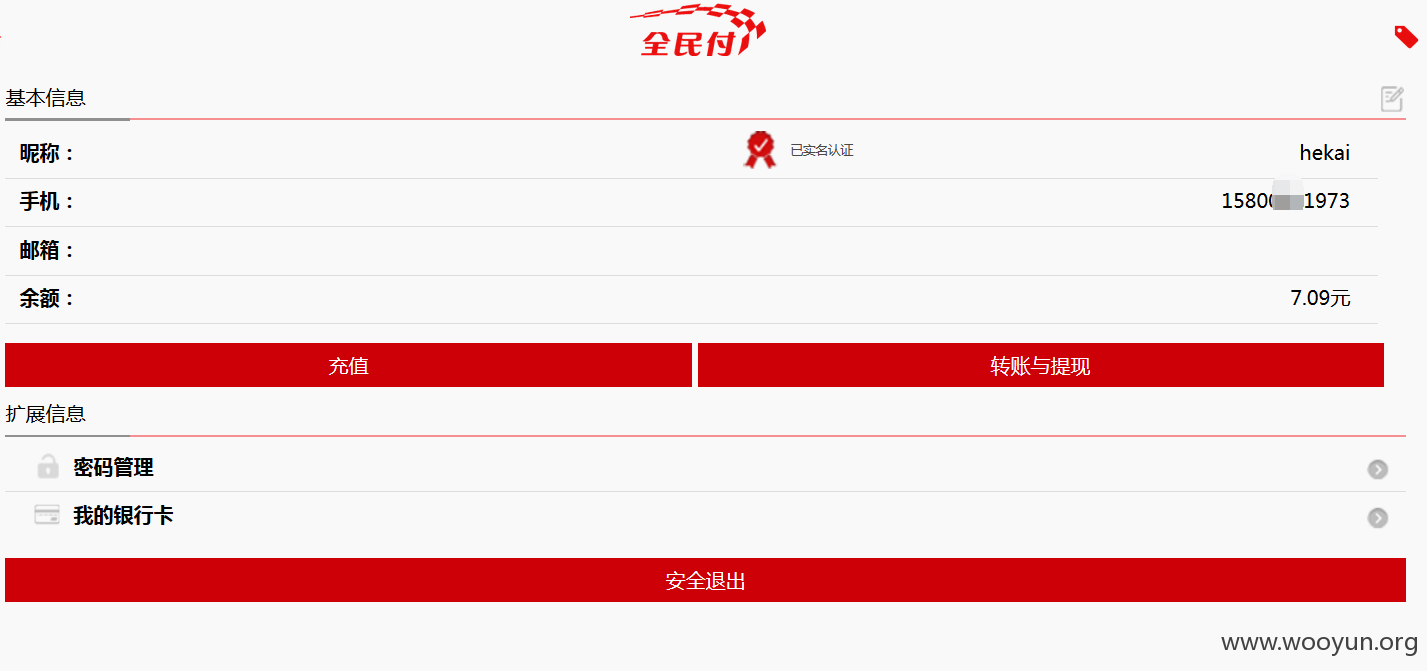 全民付
基本信息
昵称：
已实名认证
hekai
手机：
15800 1973
邮箱：
余额：
7.09元
充值
转账与提现
扩展信息
密码管理
我的银行卡
安全退出
www.wooyun.org